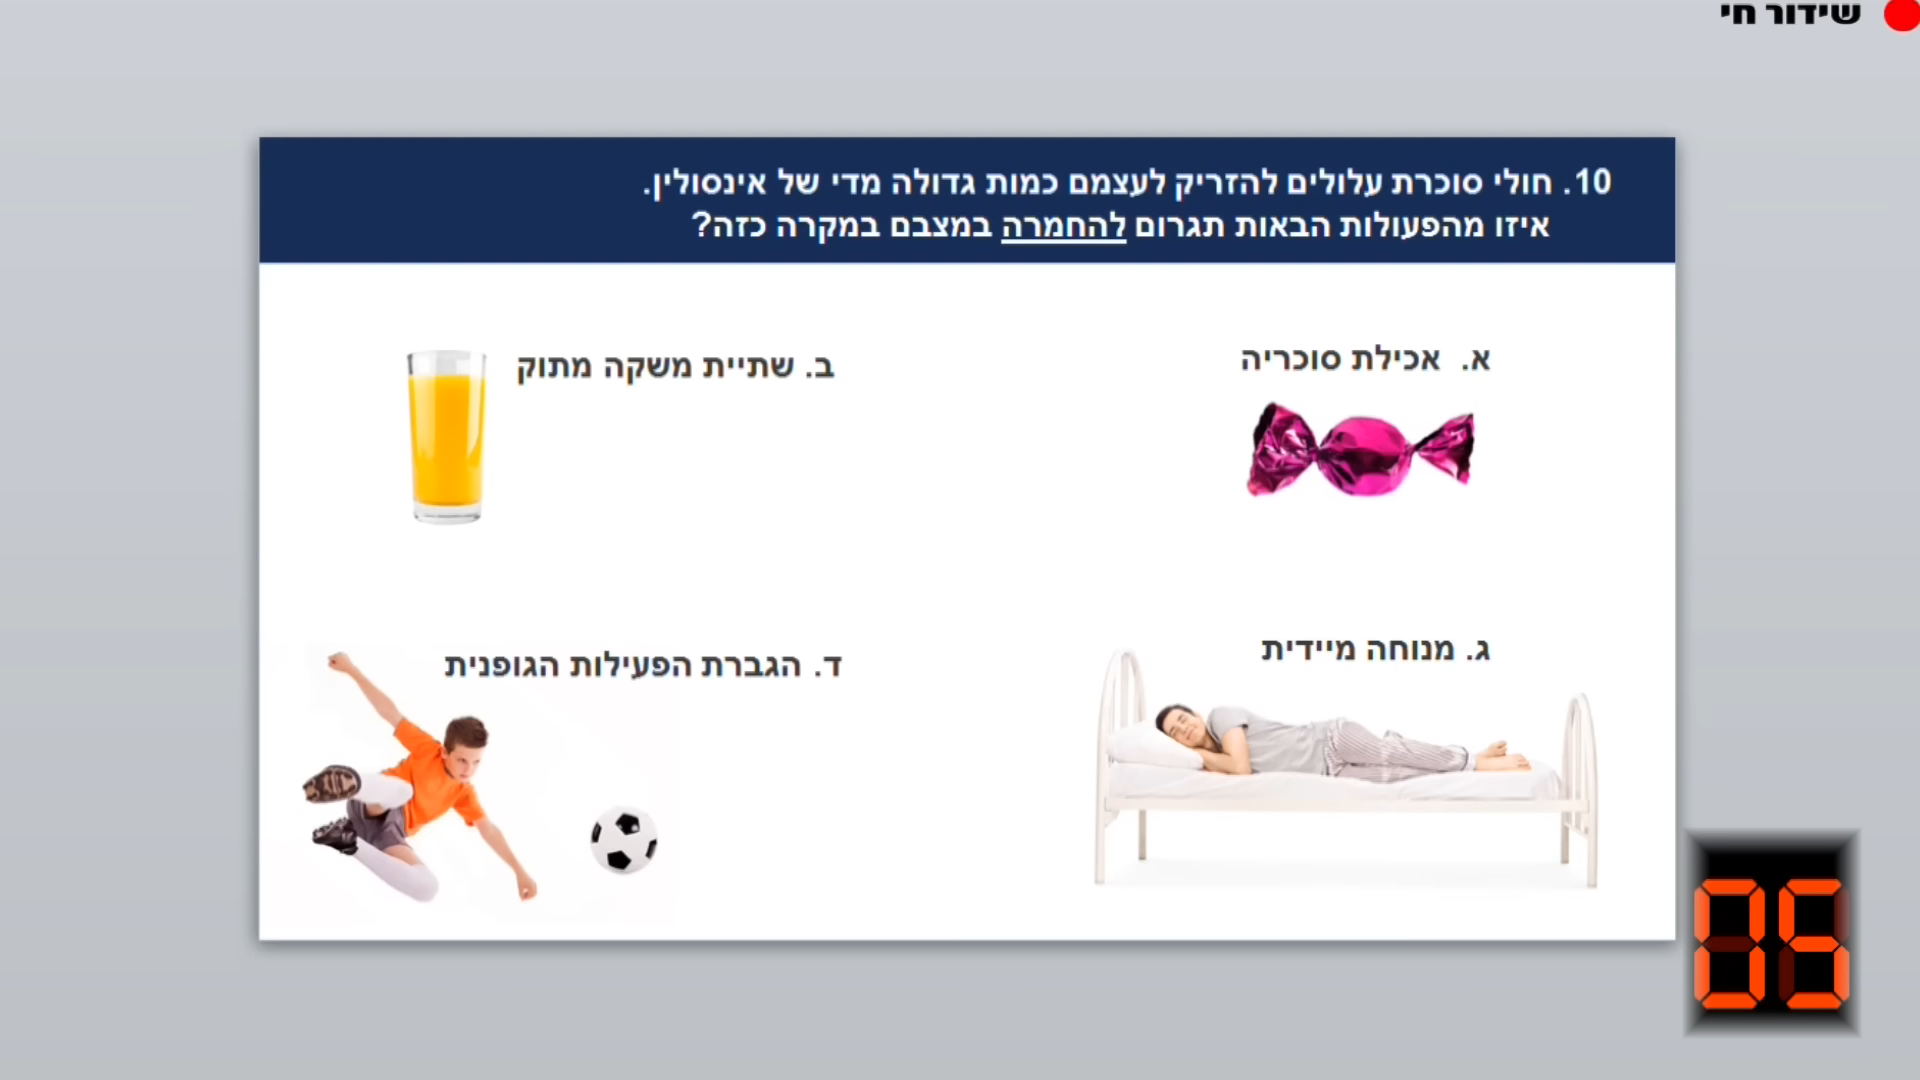 שידור חי
10. חולי סוכרת עלולים להזריק לעצמם כמות גדולה מדי של אינסולין.
איזו מהפעולות הבאות תגרום להחמרה במצבם במקרה כזה?
א. אכילת סוכריה
ב. שתיית משקה מתוק
ג. מנוחה מיידית
ד. הגברת הפעילות הגופנית
05